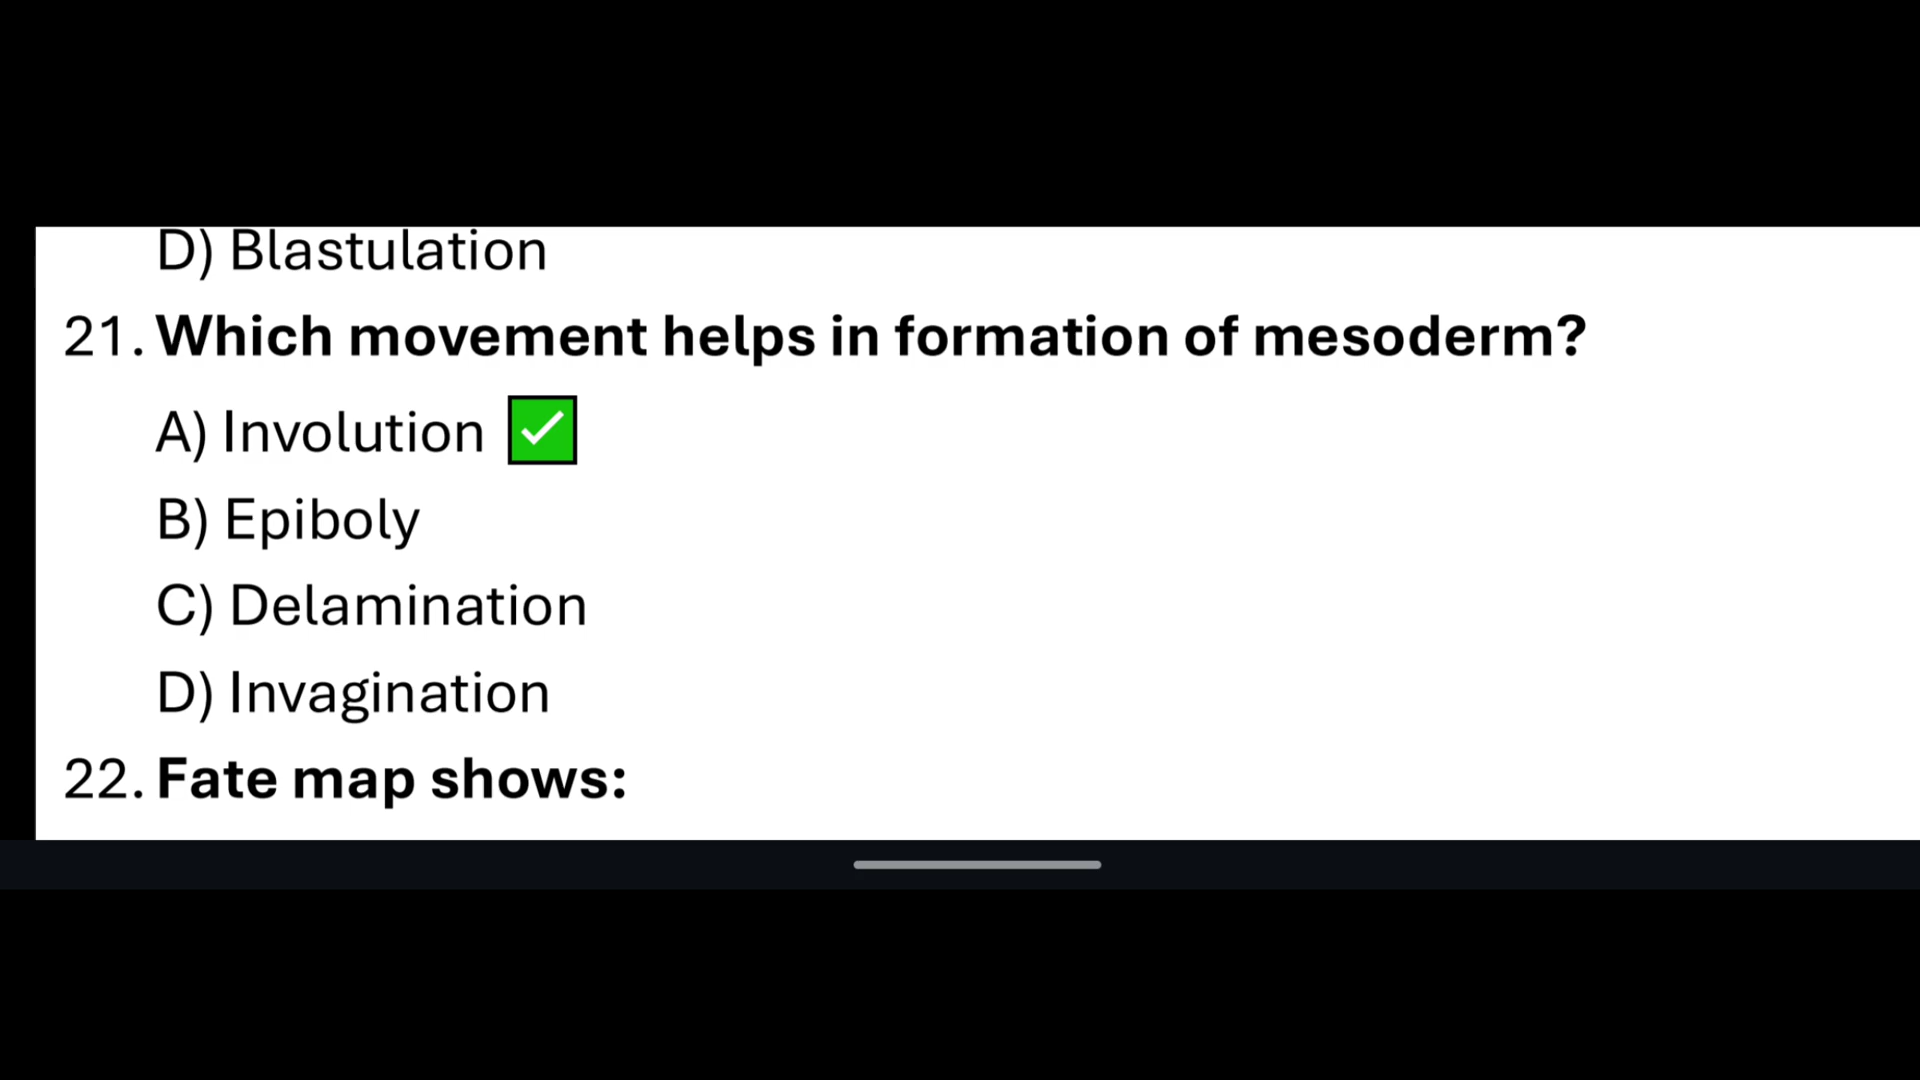 D) Blastulation
21. Which movement helps in formation of mesoderm?
A) Involution ✅
B) Epiboly
C) Delamination
D) Invagination
22. Fate map shows: